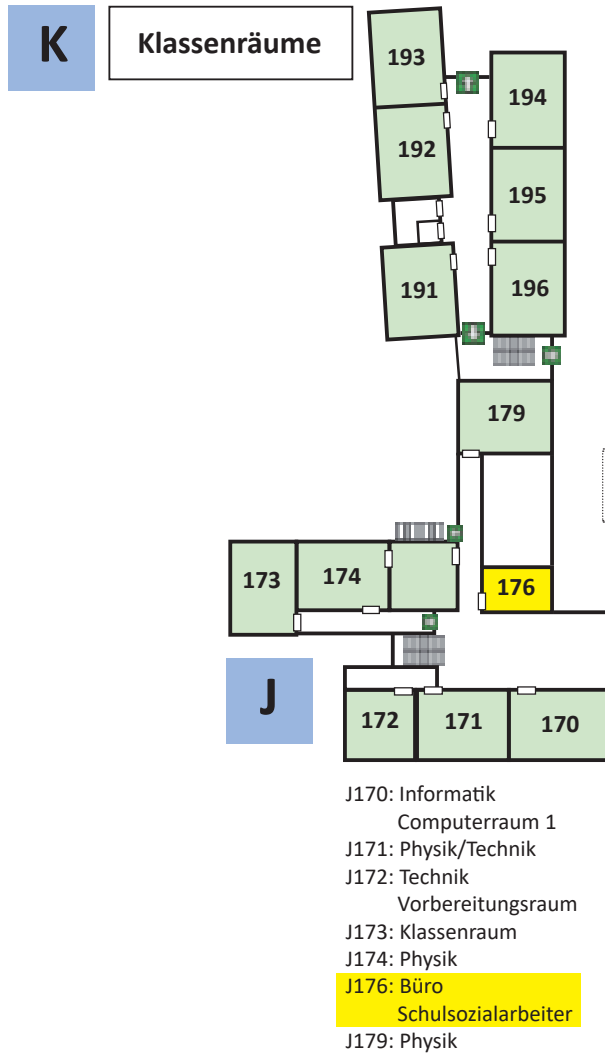 K
Klassenräume
193
194
192
195
191
196
179
173
174
176
J
172
171
170
J170: Informatik
Computerraum 1
J171: Physik/Technik
J172: Technik
Vorbereitungsraum
J173: Klassenraum
J174: Physik
J176: Büro
Schulsozialarbeiter
J179: Physik